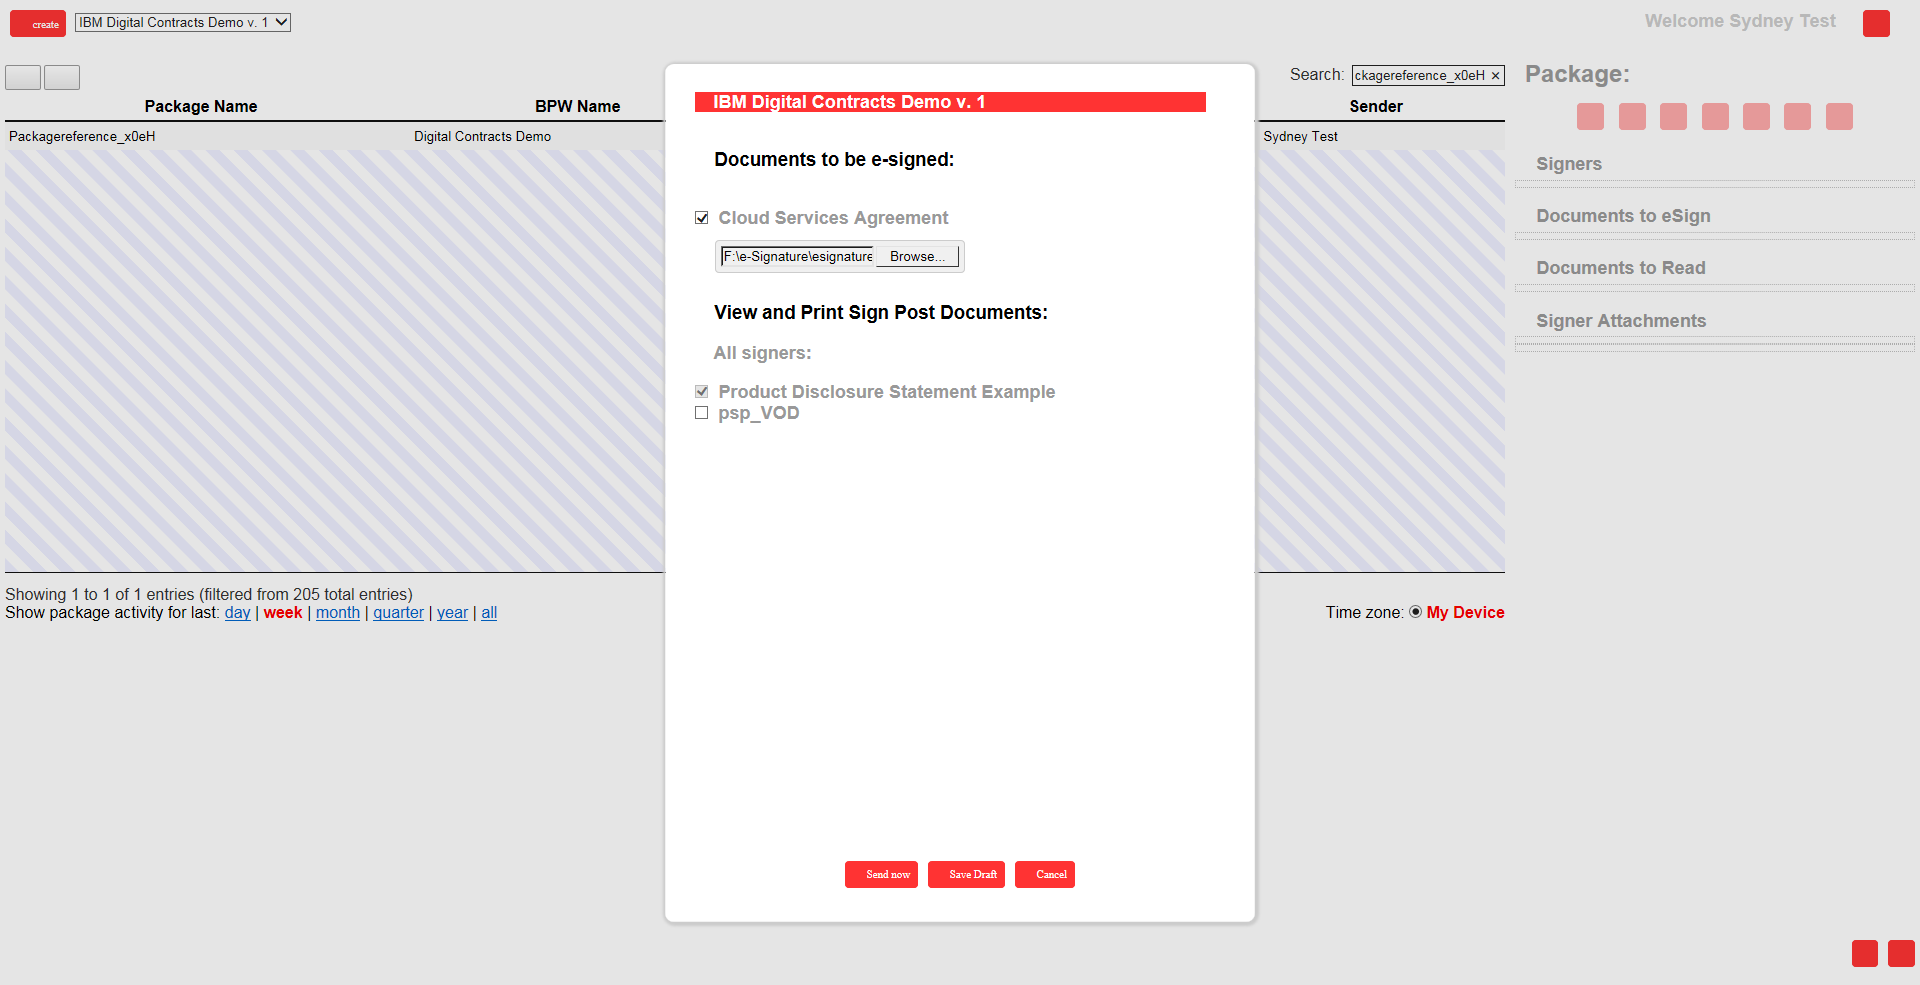 create
IBM Digital Contracts Demo v. 1
Welcome Sydney Test
Search: ckagereference_x0eH ×
Package Name BPW Name Sender
Packagereference_x0eH Digital Contracts Demo Sydney Test
Showing 1 to 1 of 1 entries (filtered from 205 total entries)
Show package activity for last: day | week | month | quarter | year | all
Time zone: My Device
IBM Digital Contracts Demo v. 1
Documents to be e-signed:
Cloud Services Agreement
F:\e-Signature\esignature Browse...
View and Print Sign Post Documents:
All signers:
Product Disclosure Statement Example
psp_VOD
Send now Save Draft Cancel
Package:
Signers
Documents to eSign
Documents to Read
Signer Attachments